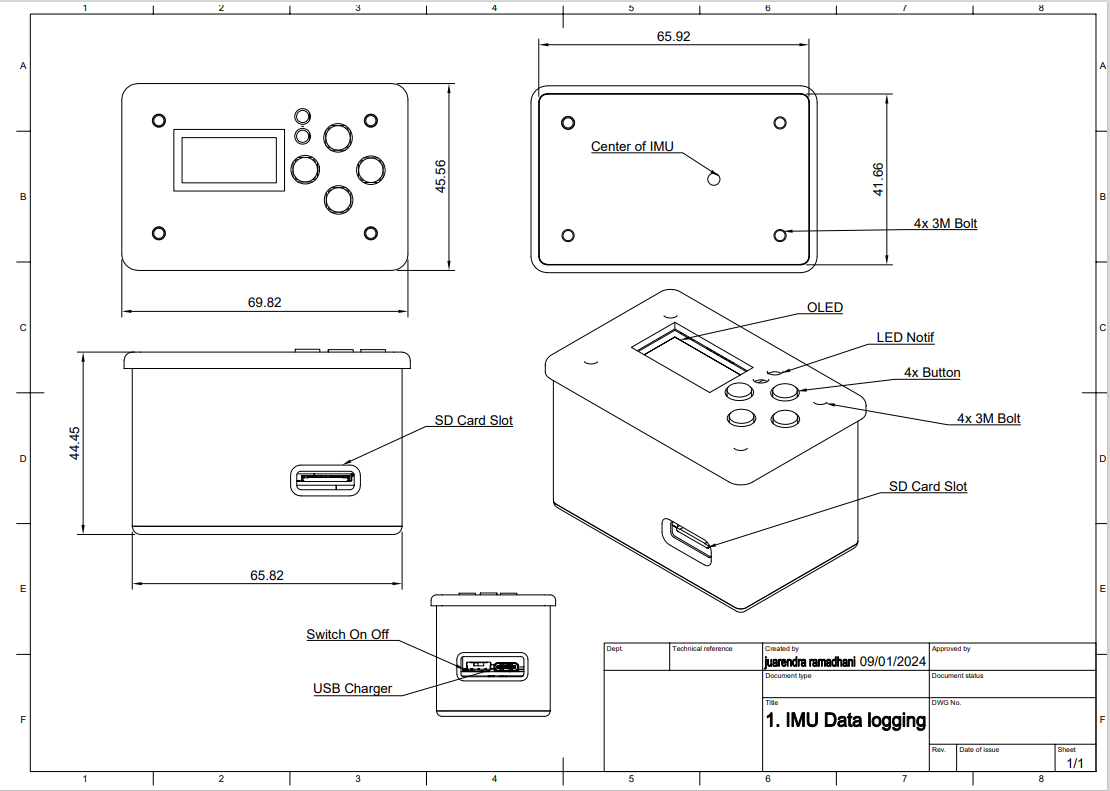 1 2 3 4 5 6 7 8
A A
65.92
Center of IMU
45.56
41.66
B B
4x 3M Bolt
69.82
OLED
C C
LED Notif
4x Button
SD Card Slot
4x 3M Bolt
44.45
D D
SD Card Slot
65.82
E E
Switch On Off
USB Charger
Dept. Technical reference Created by Approved by
juarendra ramadhani 09/01/2024
Document type Document status
Title DWG No.
1. IMU Data logging
F F
Rev. Date of issue Sheet
1/1
1 2 3 4 5 6 7 8